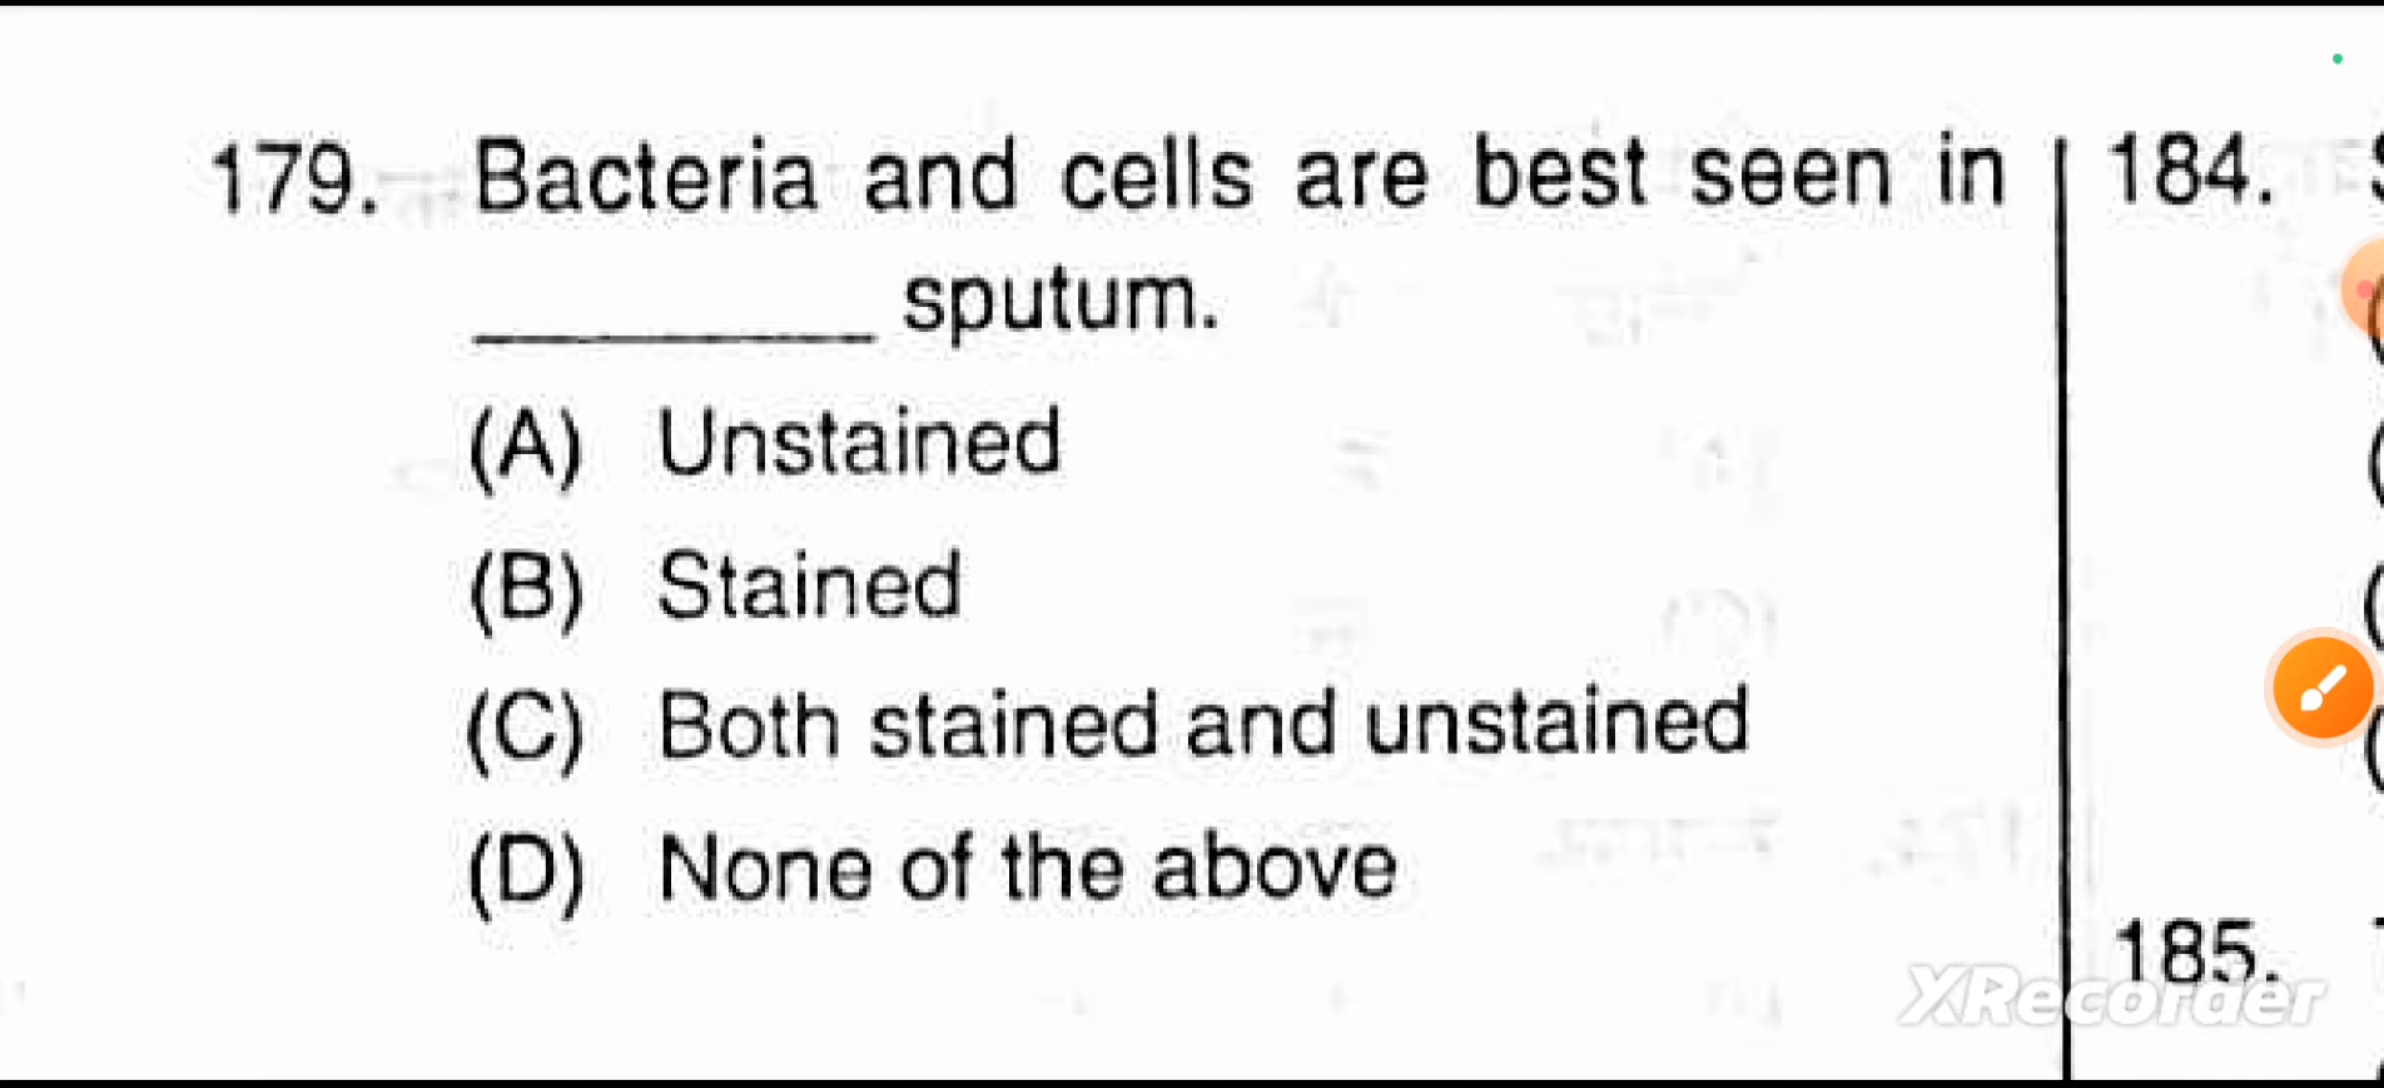 179. Bacteria and cells are best seen in
__________ sputum.
(A) Unstained
(B) Stained
(C) Both stained and unstained
(D) None of the above
184.
185.
XRecorder